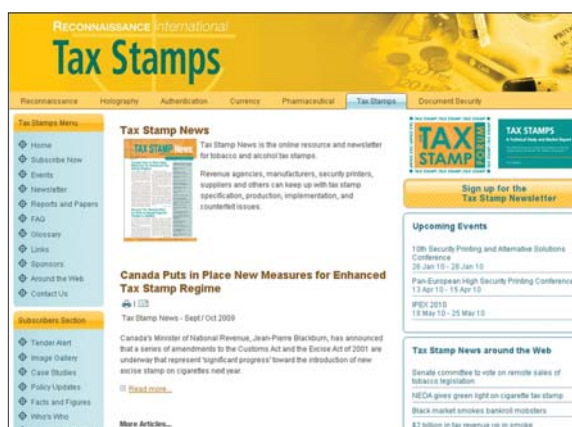 RECONNAISSANCE international
Tax Stamps
Reconnaissance Holography Authentication Currency Pharmaceutical Tax Stamps Document Security
Tax Stamps Menu
Home
Subscribe Now
Events
Newsletter
Reports and Papers
FAQ
Glossary
Links
Sponsors
Around the Web
Contact Us
Subscribers Section
Tender Alert
Image Gallery
Case Studies
Policy Updates
Facts and Figures
Who's Who
Tax Stamp News
TAX STAMP News
Tax Stamp News is the online resource and newsletter
for tobacco and alcohol tax stamps.
Revenue agencies, manufacturers, security printers,
suppliers and others can keep up with tax stamp
specification, production, implementation, and
counterfeit issues.
Canada Puts in Place New Measures for Enhanced
Tax Stamp Regime
Tax Stamp News - Sept / Oct 2009
Canada's Minister of National Revenue, Jean-Pierre Blackburn, has announced
that a series of amendments to the Customs Act and the Excise Act of 2001 are
underway that represent 'significant progress' toward the introduction of new
excise stamp on cigarettes next year.
Read more...
More Articles...
TAX
STAMP
FORUM
TAX STAMPS
A Technical Study and Market Report
Sign up for the
Tax Stamp Newsletter
Upcoming Events
10th Security Printing and Alternative Solutions
Conference
26 Jan 10 - 28 Jan 10
Pan-European High Security Printing Conference
13 Apr 10 - 15 Apr 10
IPEX 2010
18 May 10 - 25 May 10
Tax Stamp News around the Web
Senate committee to vote on remote sales of
tobacco legislation
NEDA gives green light on cigarette tax stamp
Black market smokes bankroll mobsters
$2 billion in tax revenue up in smoke